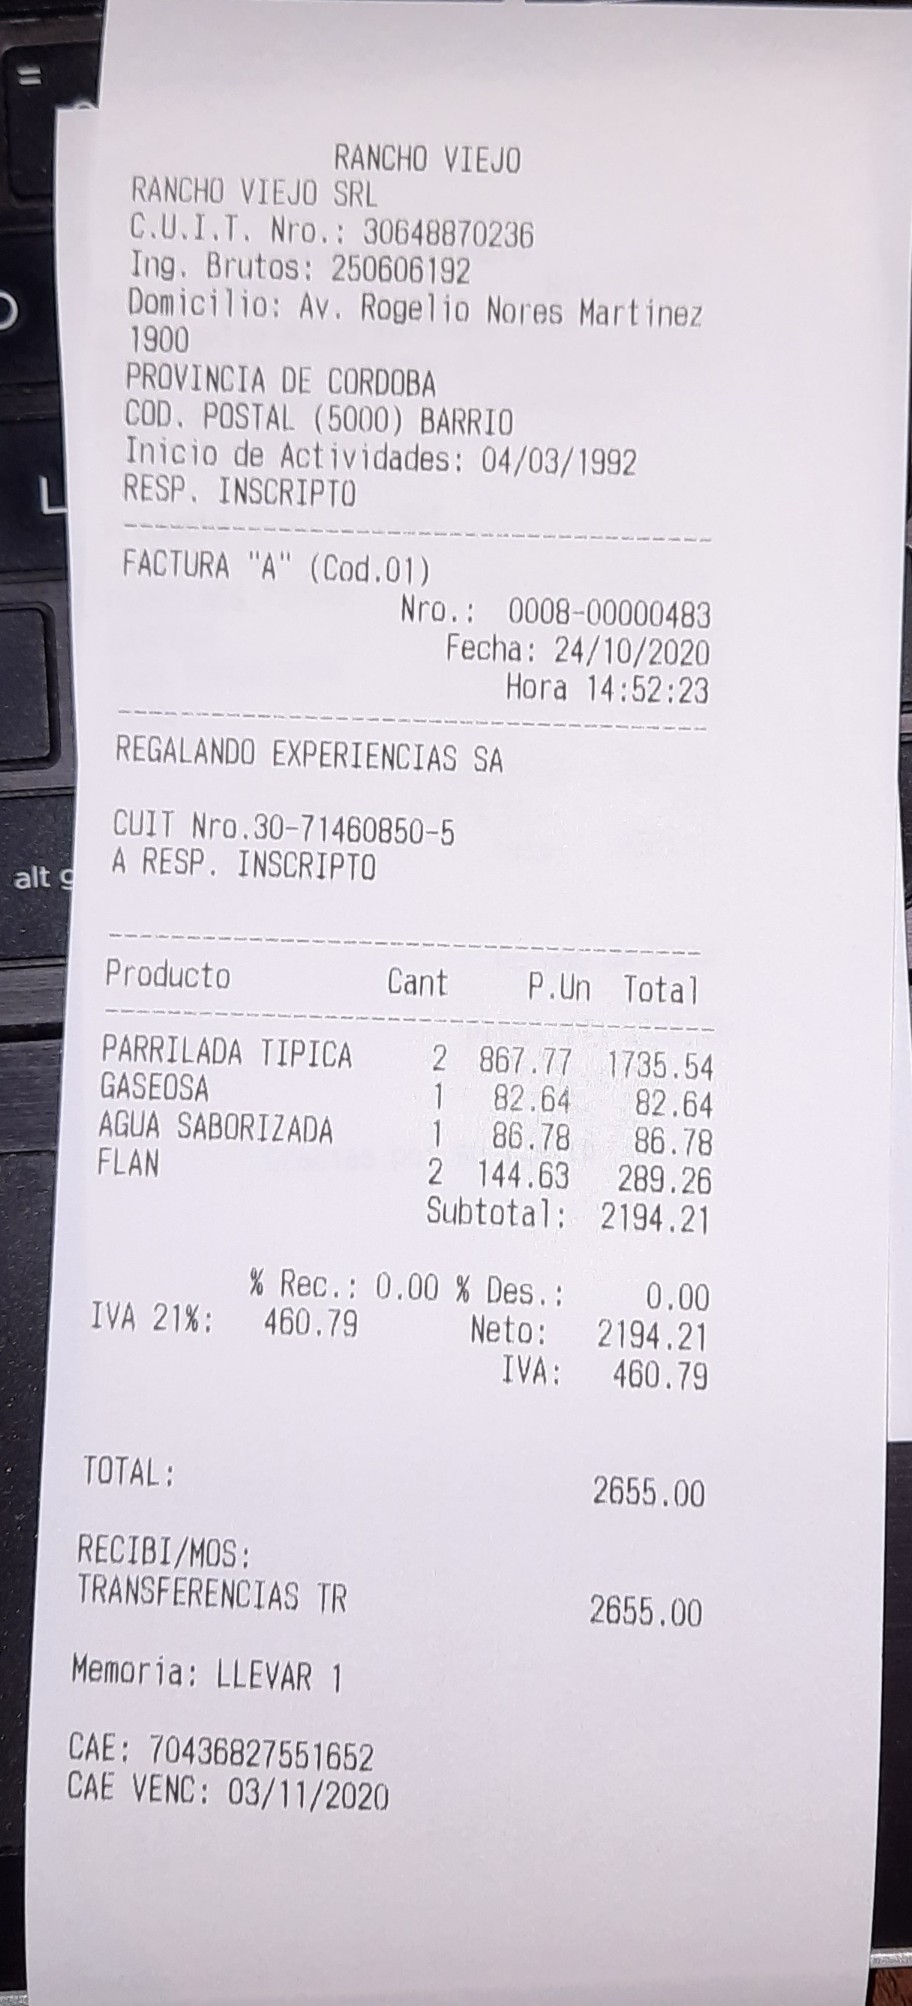 RANCHO VIEJO
RANCHO VIEJO SRL
C.U.I.T. Nro.: 30648870236
Ing. Brutos: 250606192
Domicilio: Av. Rogelio Nores Martinez
1900
PROVINCIA DE CORDOBA
COD. POSTAL (5000) BARRIO
Inicio de Actividades: 04/03/1992
RESP. INSCRIPTO
FACTURA "A" (Cod.01)
Nro.: 0008-00000483
Fecha: 24/10/2020
Hora 14:52:23
REGALANDO EXPERIENCIAS SA
CUIT Nro.30-71460850-5
A RESP. INSCRIPTO
Producto Cant P.Un Total
PARRILADA TIPICA 2 867.77 1735.54
GASEOSA 1 82.64 82.64
AGUA SABORIZADA 1 86.78 86.78
FLAN 2 144.63 289.26
Subtotal: 2194.21
% Rec.: 0.00 % Des.: 0.00
IVA 21%: 460.79 Neto: 2194.21
IVA: 460.79
TOTAL: 2655.00
RECIBI/MOS:
TRANSFERENCIAS TR 2655.00
Memoria: LLEVAR 1
CAE: 70436827551652
CAE VENC: 03/11/2020
=
L
alt g